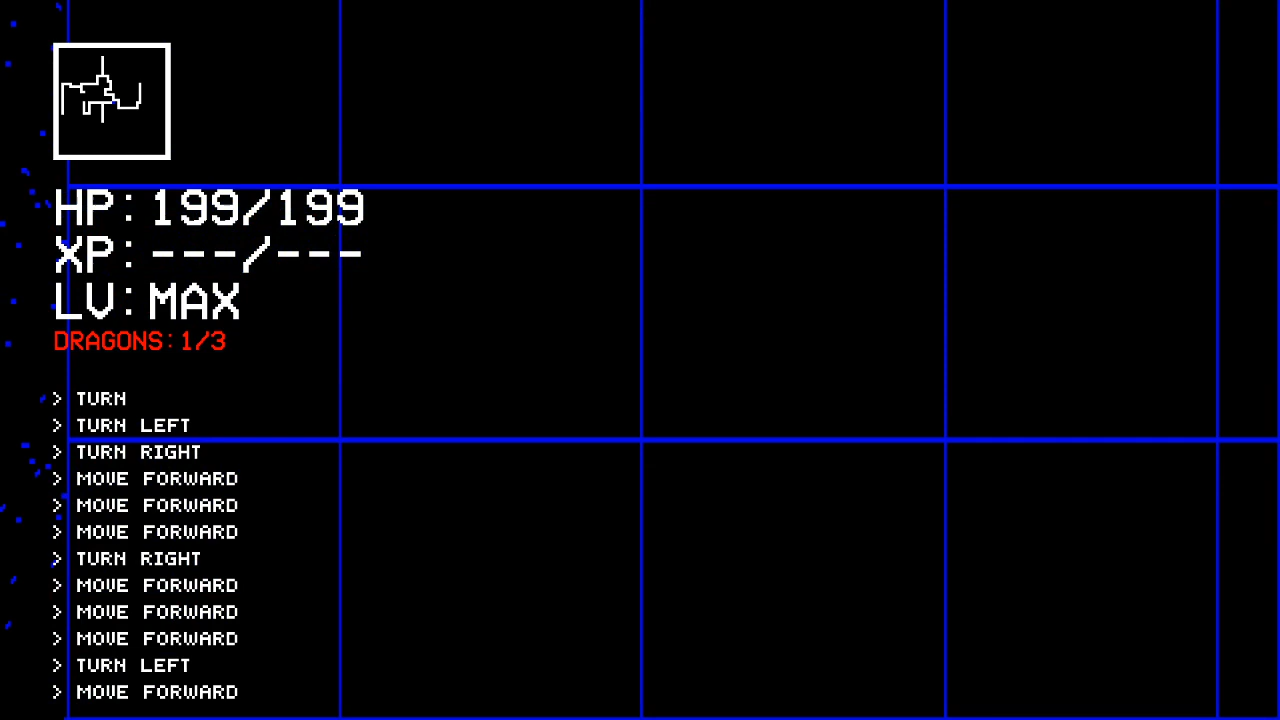 HP: 199/199
XP: ---/---
LV: MAX
DRAGONS: 1/3
> TURN
> TURN LEFT
> TURN RIGHT
> MOVE FORWARD
> MOVE FORWARD
> MOVE FORWARD
> TURN RIGHT
> MOVE FORWARD
> MOVE FORWARD
> MOVE FORWARD
> TURN LEFT
> MOVE FORWARD